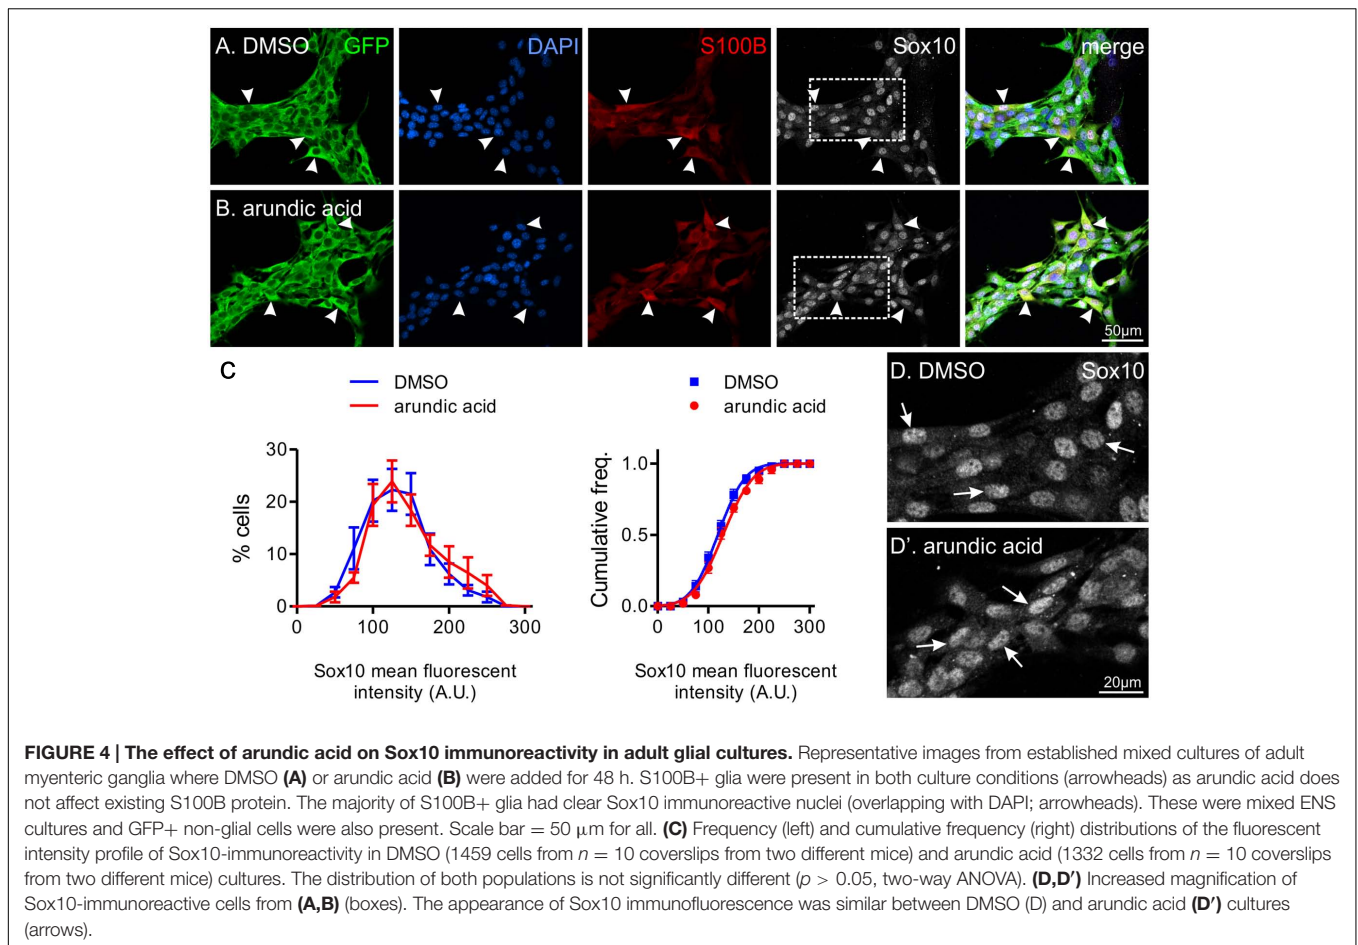 A. DMSO GFP DAPI S100B Sox10 merge
B. arundic acid
50µm
C
DMSO
arundic acid
DMSO
arundic acid
D. DMSO Sox10
30
20
10
0
% cells
0 100 200 300
Sox10 mean fluorescent
intensity (A.U.)
1.0
0.5
0.0
Cumulative freq.
0 100 200 300
Sox10 mean fluorescent
intensity (A.U.)
D'. arundic acid
20µm
FIGURE 4 | The effect of arundic acid on Sox10 immunoreactivity in adult glial cultures. Representative images from established mixed cultures of adult
myenteric ganglia where DMSO (A) or arundic acid (B) were added for 48 h. S100B+ glia were present in both culture conditions (arrowheads) as arundic acid does
not affect existing S100B protein. The majority of S100B+ glia had clear Sox10 immunoreactive nuclei (overlapping with DAPI; arrowheads). These were mixed ENS
cultures and GFP+ non-glial cells were also present. Scale bar = 50 µm for all. (C) Frequency (left) and cumulative frequency (right) distributions of the fluorescent
intensity profile of Sox10-immunoreactivity in DMSO (1459 cells from n = 10 coverslips from two different mice) and arundic acid (1332 cells from n = 10 coverslips
from two different mice) cultures. The distribution of both populations is not significantly different (p > 0.05, two-way ANOVA). (D,D′) Increased magnification of
Sox10-immunoreactive cells from (A,B) (boxes). The appearance of Sox10 immunofluorescence was similar between DMSO (D) and arundic acid (D′) cultures
(arrows).